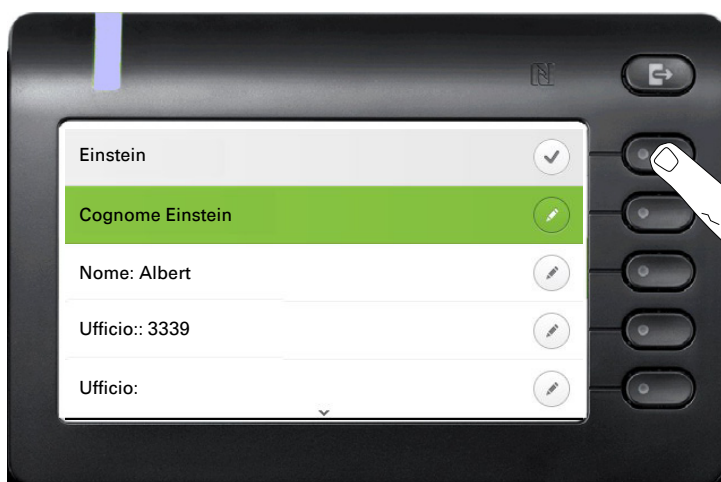 Einstein
Cognome Einstein
Nome: Albert
Ufficio:: 3339
Ufficio: